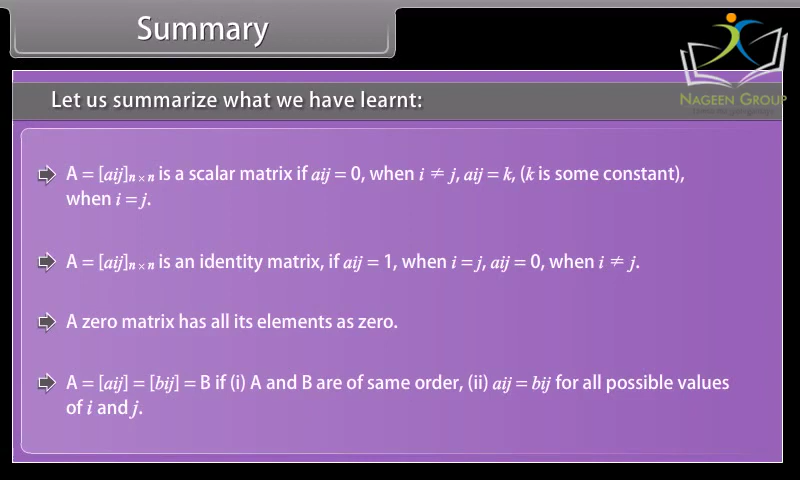 Summary
NAGEEN GROUP
Let us summarize what we have learnt:
A = [aij]n × n is a scalar matrix if aij = 0, when i ≠ j, aij = k, (k is some constant),
when i = j.
A = [aij]n × n is an identity matrix, if aij = 1, when i = j, aij = 0, when i ≠ j.
A zero matrix has all its elements as zero.
A = [aij] = [bij] = B if (i) A and B are of same order, (ii) aij = bij for all possible values
of i and j.